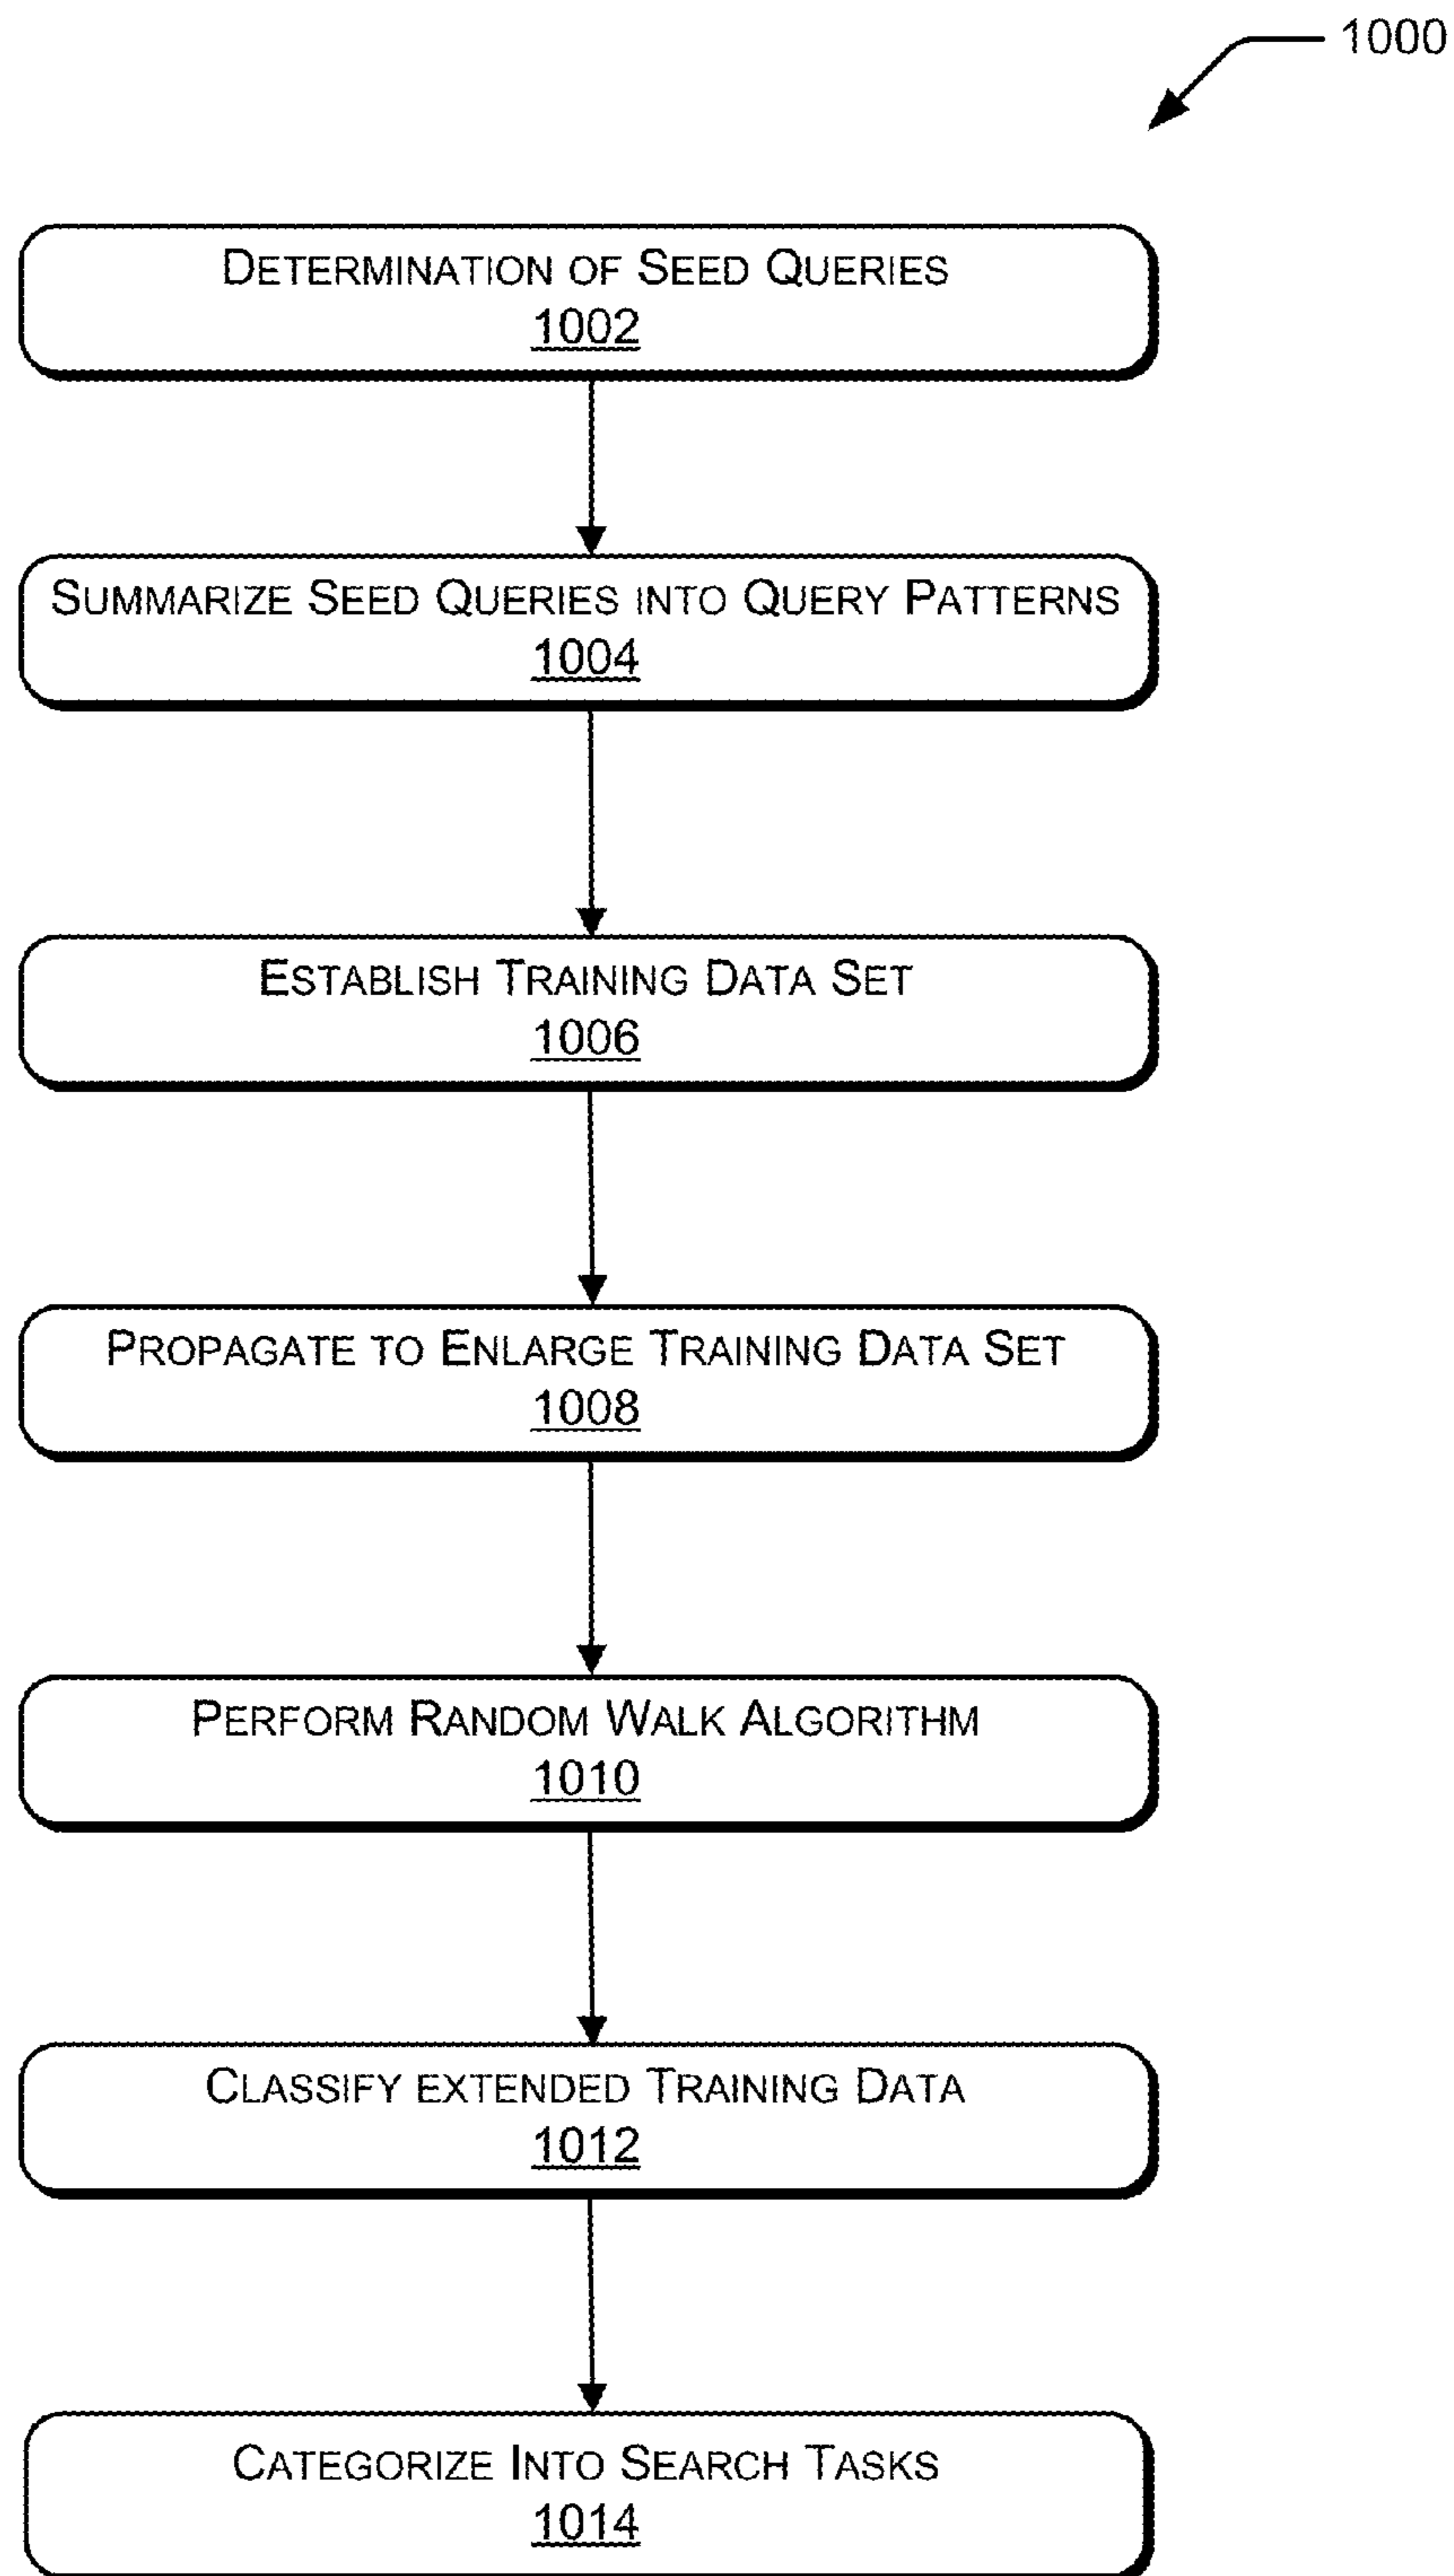 1000
DETERMINATION OF SEED QUERIES
1002
SUMMARIZE SEED QUERIES INTO QUERY PATTERNS
1004
ESTABLISH TRAINING DATA SET
1006
PROPAGATE TO ENLARGE TRAINING DATA SET
1008
PERFORM RANDOM WALK ALGORITHM
1010
CLASSIFY EXTENDED TRAINING DATA
1012
CATEGORIZE INTO SEARCH TASKS
1014